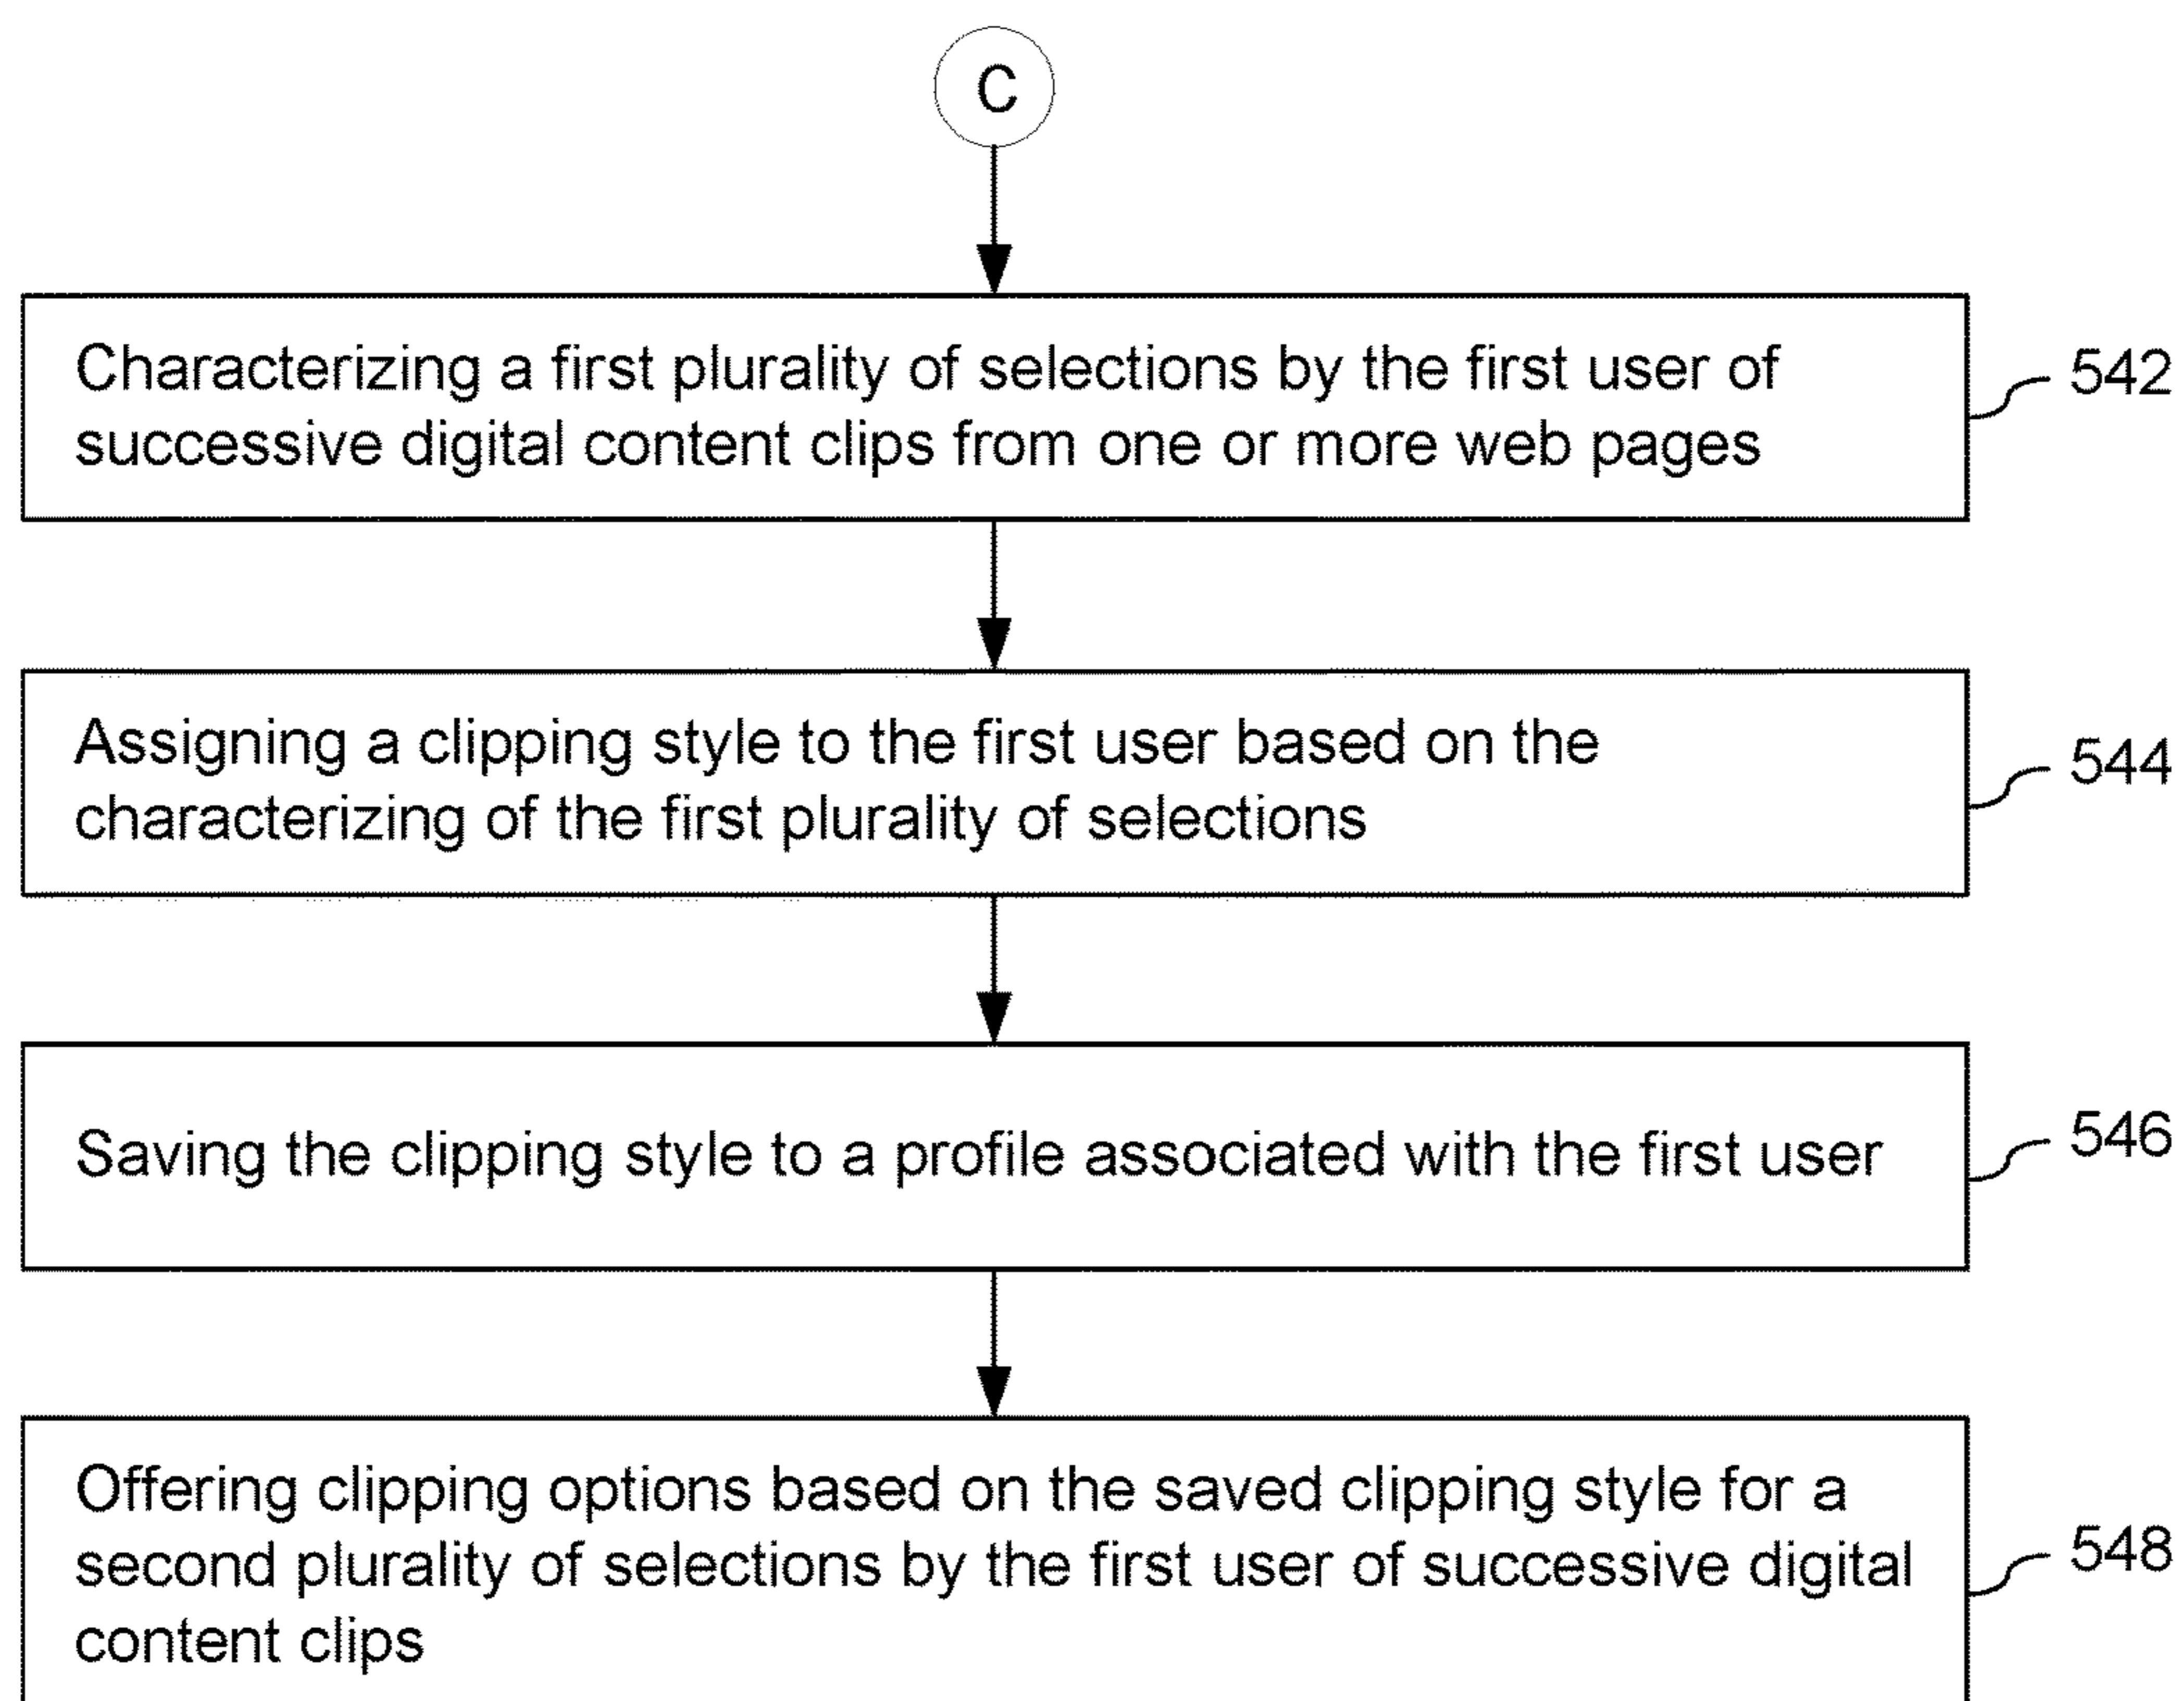 C
Characterizing a first plurality of selections by the first user of
successive digital content clips from one or more web pages
542
Assigning a clipping style to the first user based on the
characterizing of the first plurality of selections
544
Saving the clipping style to a profile associated with the first user
546
Offering clipping options based on the saved clipping style for a
second plurality of selections by the first user of successive digital
content clips
548